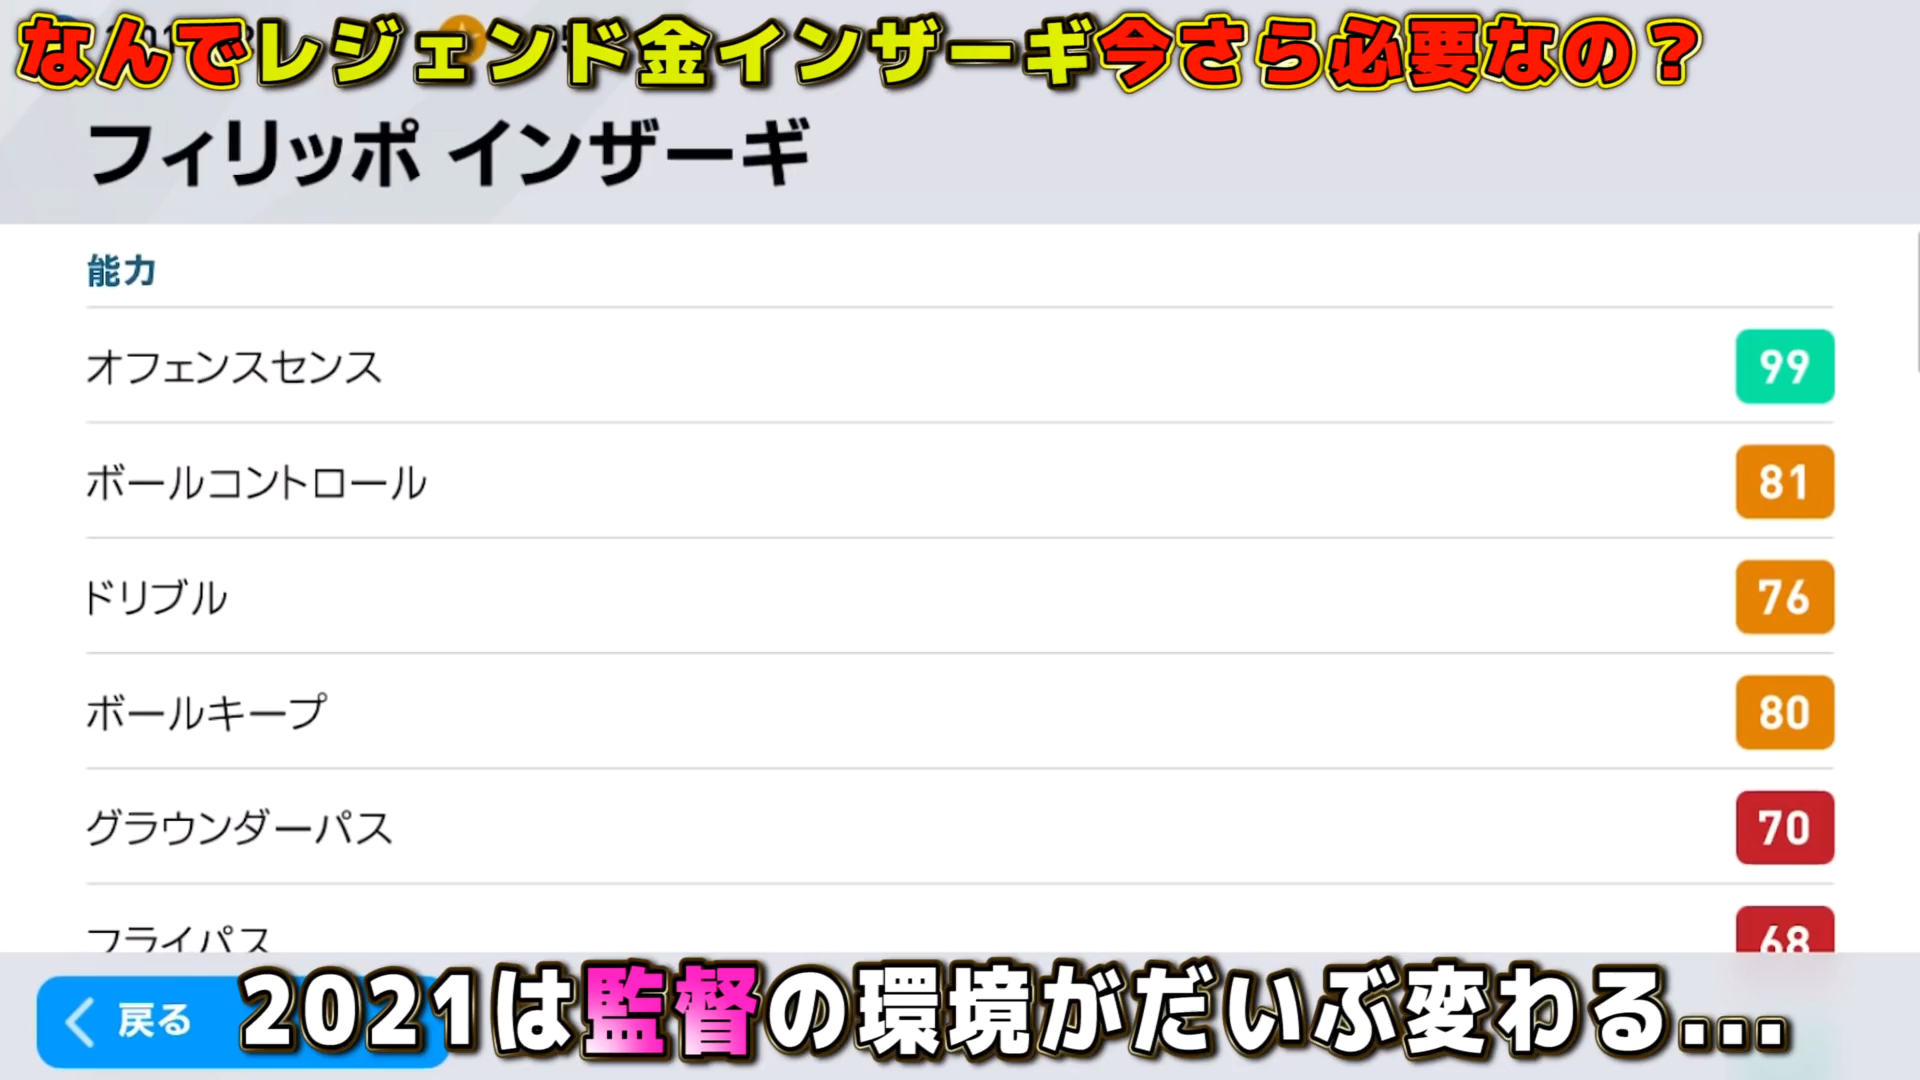 なんでレジェンド金インザーギ今さら必要なの？
フィリッポ インザーギ
能力
オフェンスセンス 99
ボールコントロール 81
ドリブル 76
ボールキープ 80
グラウンダーパス 70
フライパス 68
戻る
2021は監督の環境がだいぶ変わる...